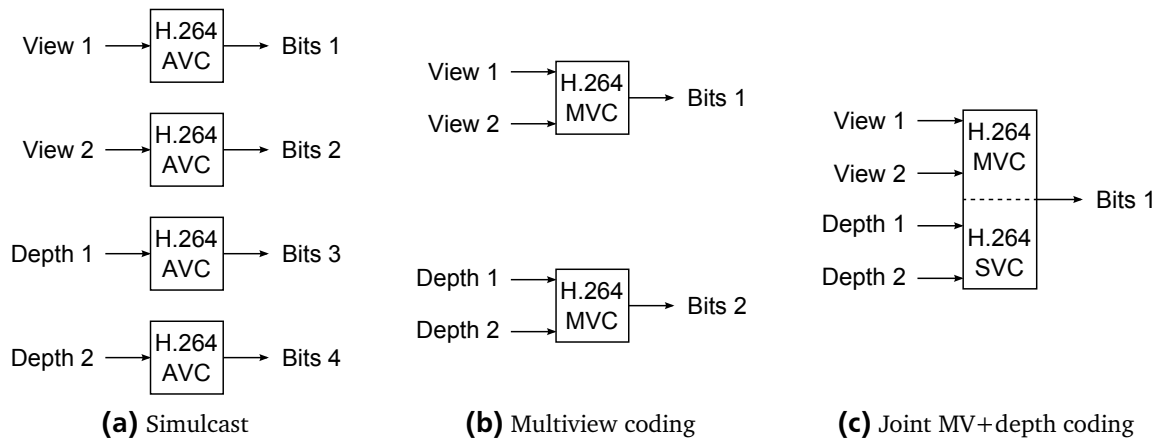 View 1
H.264
AVC
Bits 1
View 2
H.264
AVC
Bits 2
Depth 1
H.264
AVC
Bits 3
Depth 2
H.264
AVC
Bits 4
(a) Simulcast
View 1
View 2
H.264
MVC
Bits 1
Depth 1
Depth 2
H.264
MVC
Bits 2
(b) Multiview coding
View 1
View 2
Depth 1
Depth 2
H.264
MVC
H.264
SVC
Bits 1
(c) Joint MV+depth coding